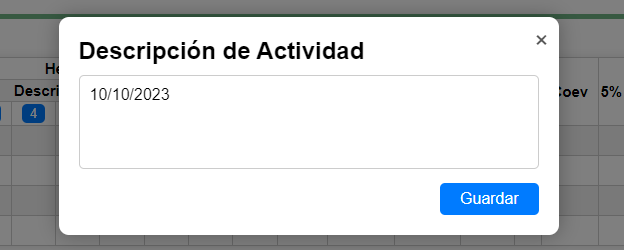 Descripción de Actividad
×
10/10/2023
Guardar
He
Descri
4
Coev
5%